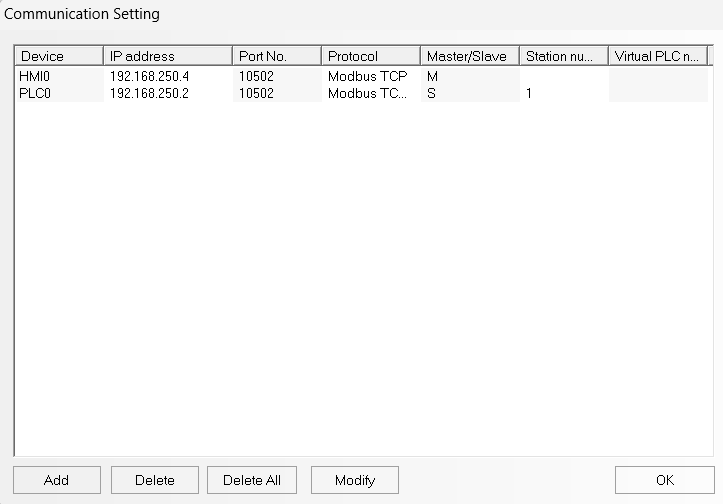 Communication Setting
Device IP address Port No. Protocol Master/Slave Station nu... Virtual PLC n...
HMI0 192.168.250.4 10502 Modbus TCP M
PLC0 192.168.250.2 10502 Modbus TC... S 1
Add Delete Delete All Modify OK